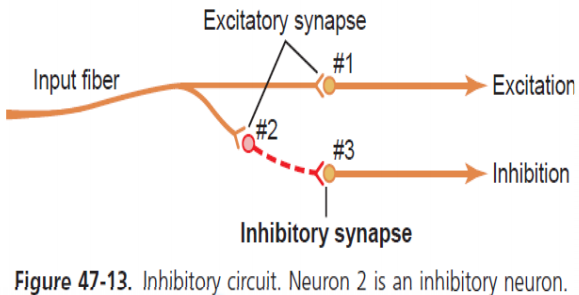 Excitatory synapse
#1
Input fiber
Excitation
#2
#3
Inhibition
Inhibitory synapse
Figure 47-13. Inhibitory circuit. Neuron 2 is an inhibitory neuron.